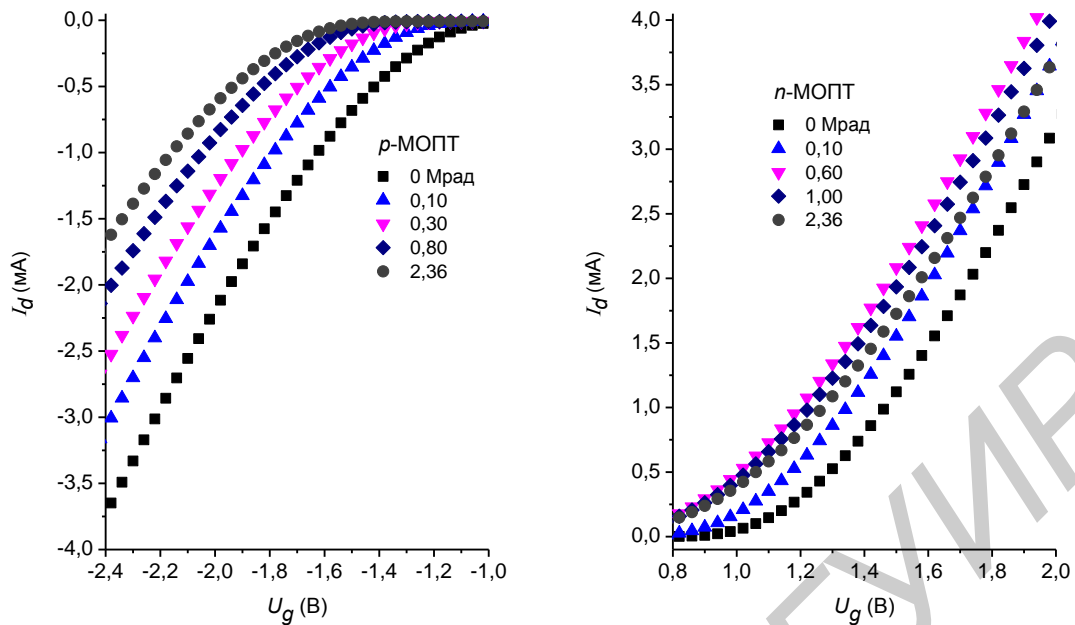 0,0
-0,5
-1,0
-1,5
-2,0
-2,5
-3,0
-3,5
-4,0
I_d (мА)
-2,4 -2,2 -2,0 -1,8 -1,6 -1,4 -1,2 -1,0
U_g (В)
p-МОПТ
0 Мрад
0,10
0,30
0,80
2,36
4,0
3,5
3,0
2,5
2,0
1,5
1,0
0,5
0,0
I_d (мА)
0,8 1,0 1,2 1,4 1,6 1,8 2,0
U_g (В)
n-МОПТ
0 Мрад
0,10
0,60
1,00
2,36
ГУИР